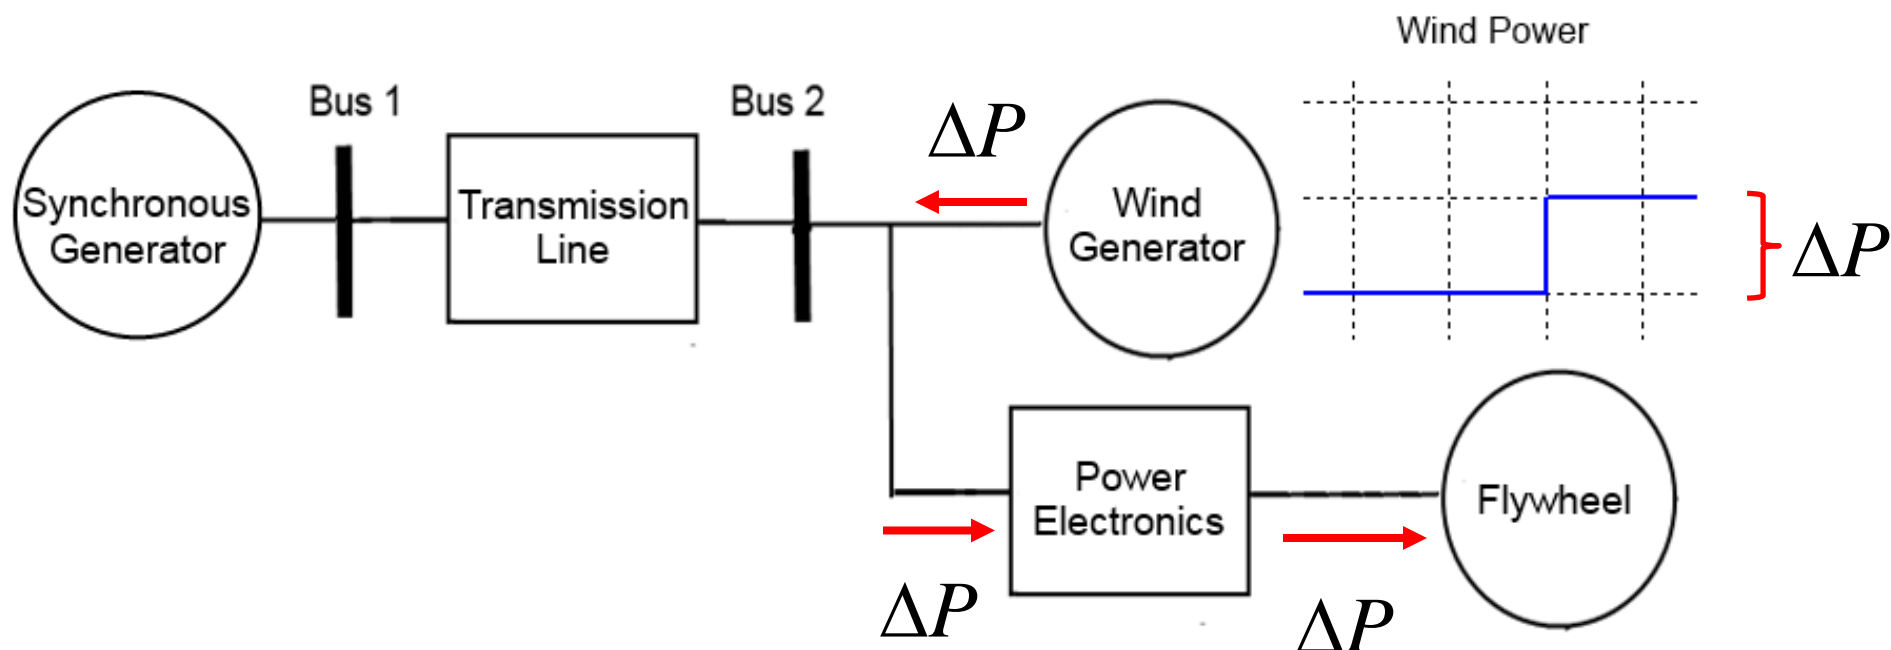 Wind Power
Bus 1
Bus 2
ΔP
Synchronous
Generator
Transmission
Line
Wind
Generator
ΔP
Power
Electronics
Flywheel
ΔP
ΔP